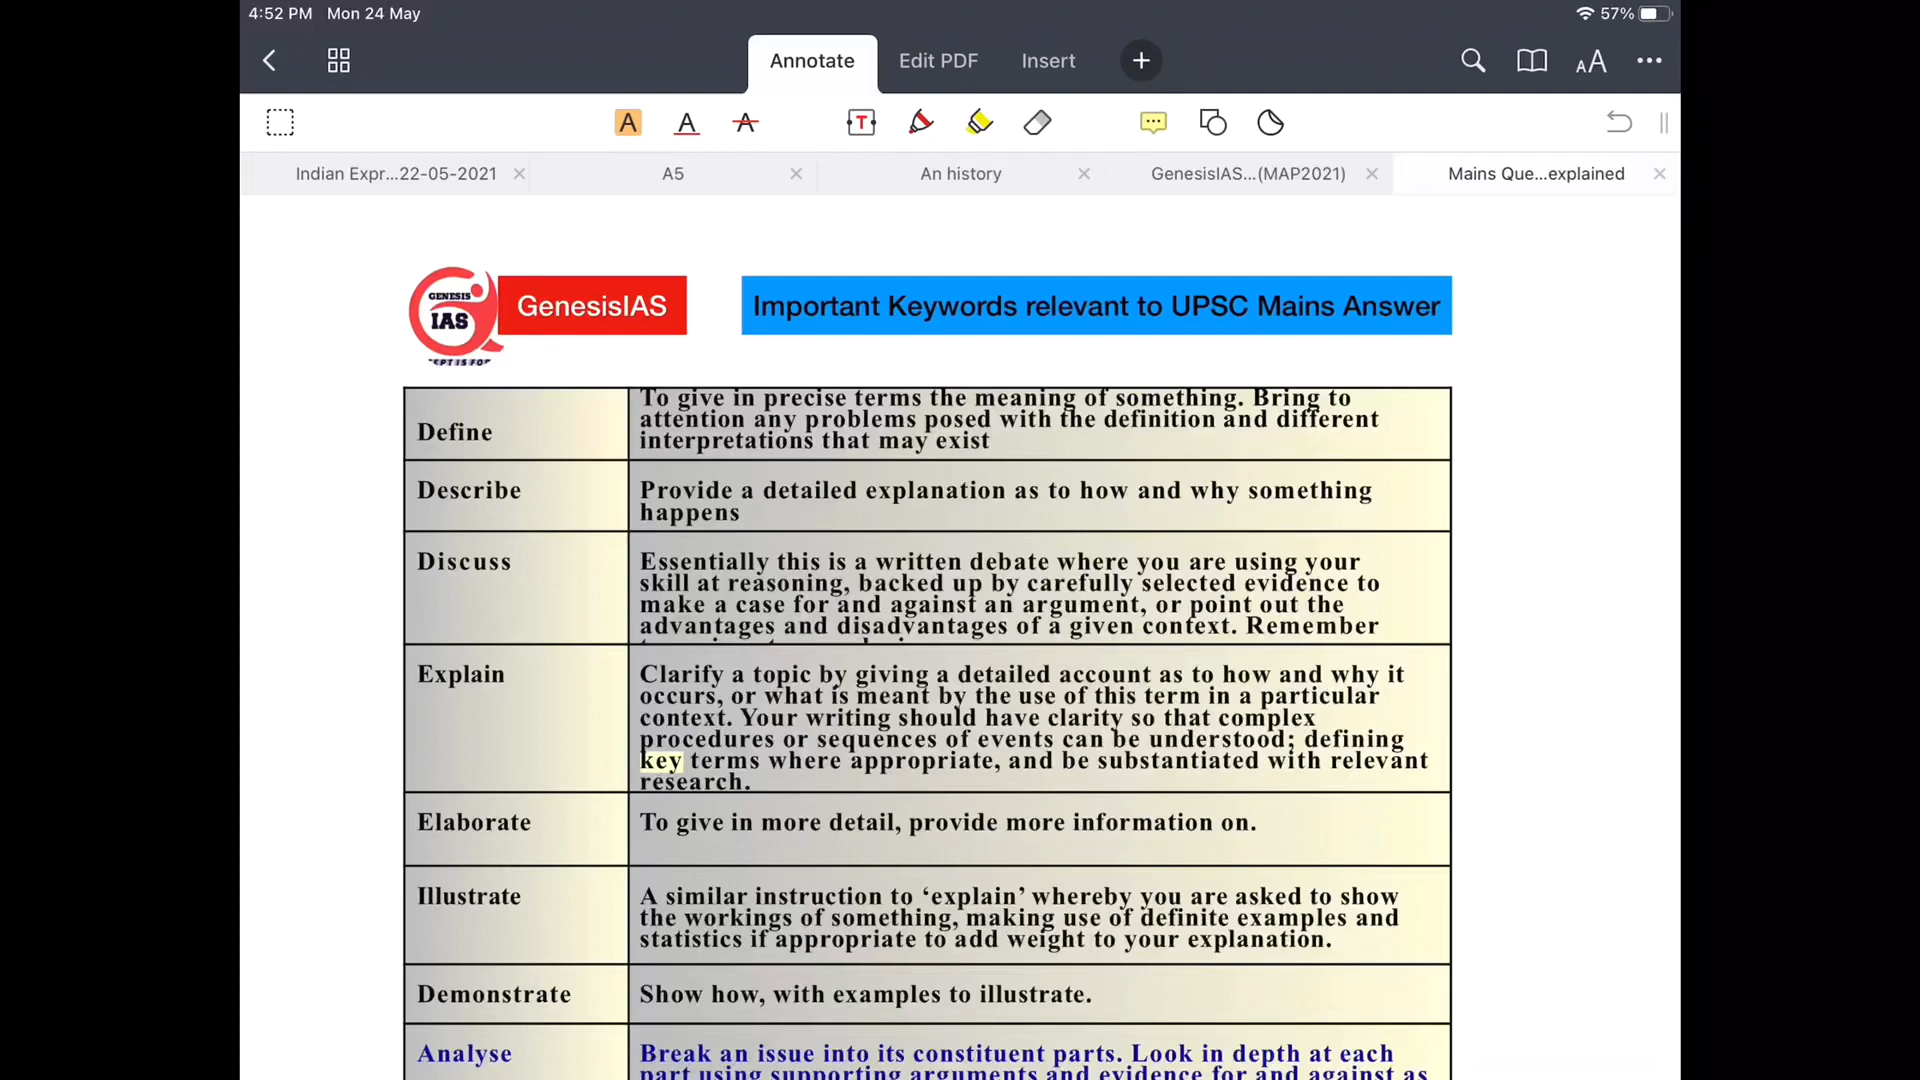 4:52 PM Mon 24 May
57%
Annotate
Edit PDF
Insert
AA
A
A
A
T
Indian Expr...22-05-2021
A5
An history
GenesisIAS...(MAP2021)
Mains Que...explained
GENESIS
IAS
GenesisIAS
Important Keywords relevant to UPSC Mains Answer
Define
To give in precise terms the meaning of something. Bring to
attention any problems posed with the definition and different
interpretations that may exist
Describe
Provide a detailed explanation as to how and why something
happens
Discuss
Essentially this is a written debate where you are using your
skill at reasoning, backed up by carefully selected evidence to
make a case for and against an argument, or point out the
advantages and disadvantages of a given context. Remember
Explain
Clarify a topic by giving a detailed account as to how and why it
occurs, or what is meant by the use of this term in a particular
context. Your writing should have clarity so that complex
procedures or sequences of events can be understood; defining
key terms where appropriate, and be substantiated with relevant
research.
Elaborate
To give in more detail, provide more information on.
Illustrate
A similar instruction to ‘explain’ whereby you are asked to show
the workings of something, making use of definite examples and
statistics if appropriate to add weight to your explanation.
Demonstrate
Show how, with examples to illustrate.
Analyse
Break an issue into its constituent parts. Look in depth at each
part using supporting arguments and evidence for and against as